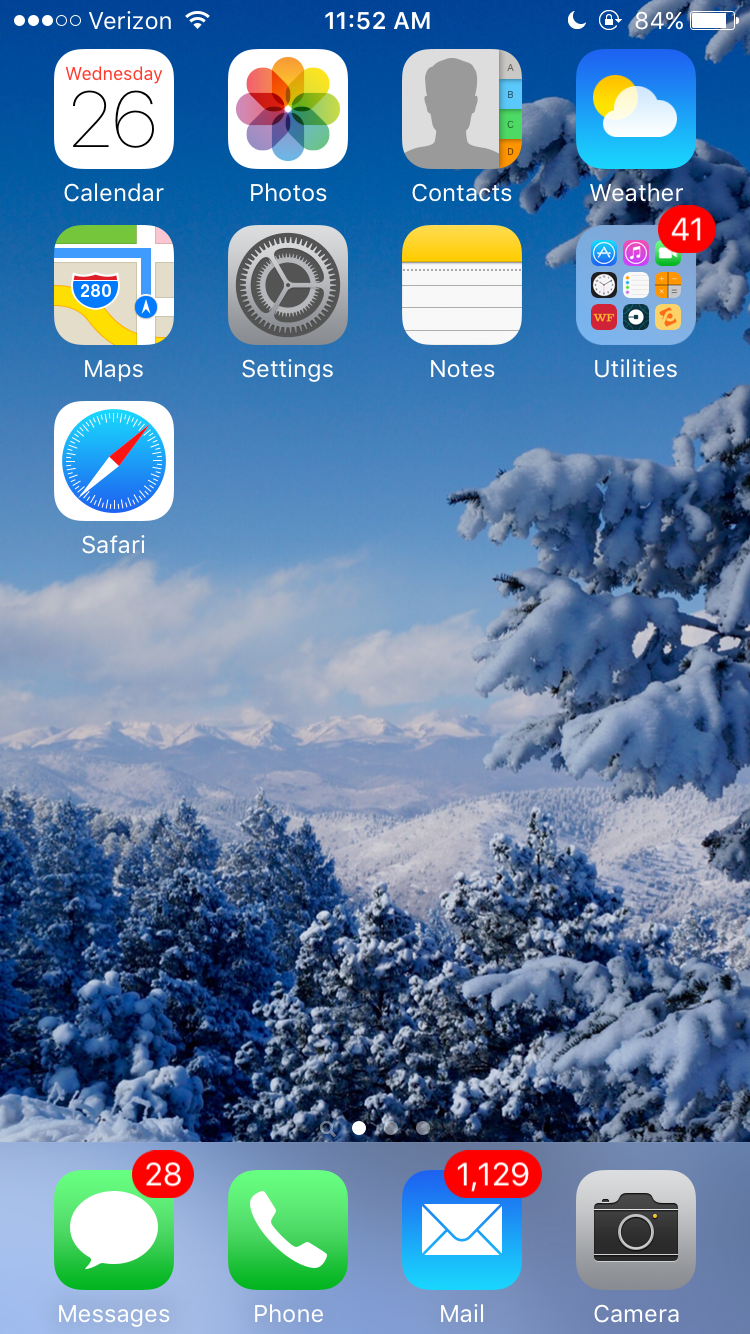 Verizon 11:52 AM 84%
Wednesday
26
A
B
C
D
Calendar Photos Contacts Weather
41
280
WF
Maps Settings Notes Utilities
Safari
28 1,129
Messages Phone Mail Camera